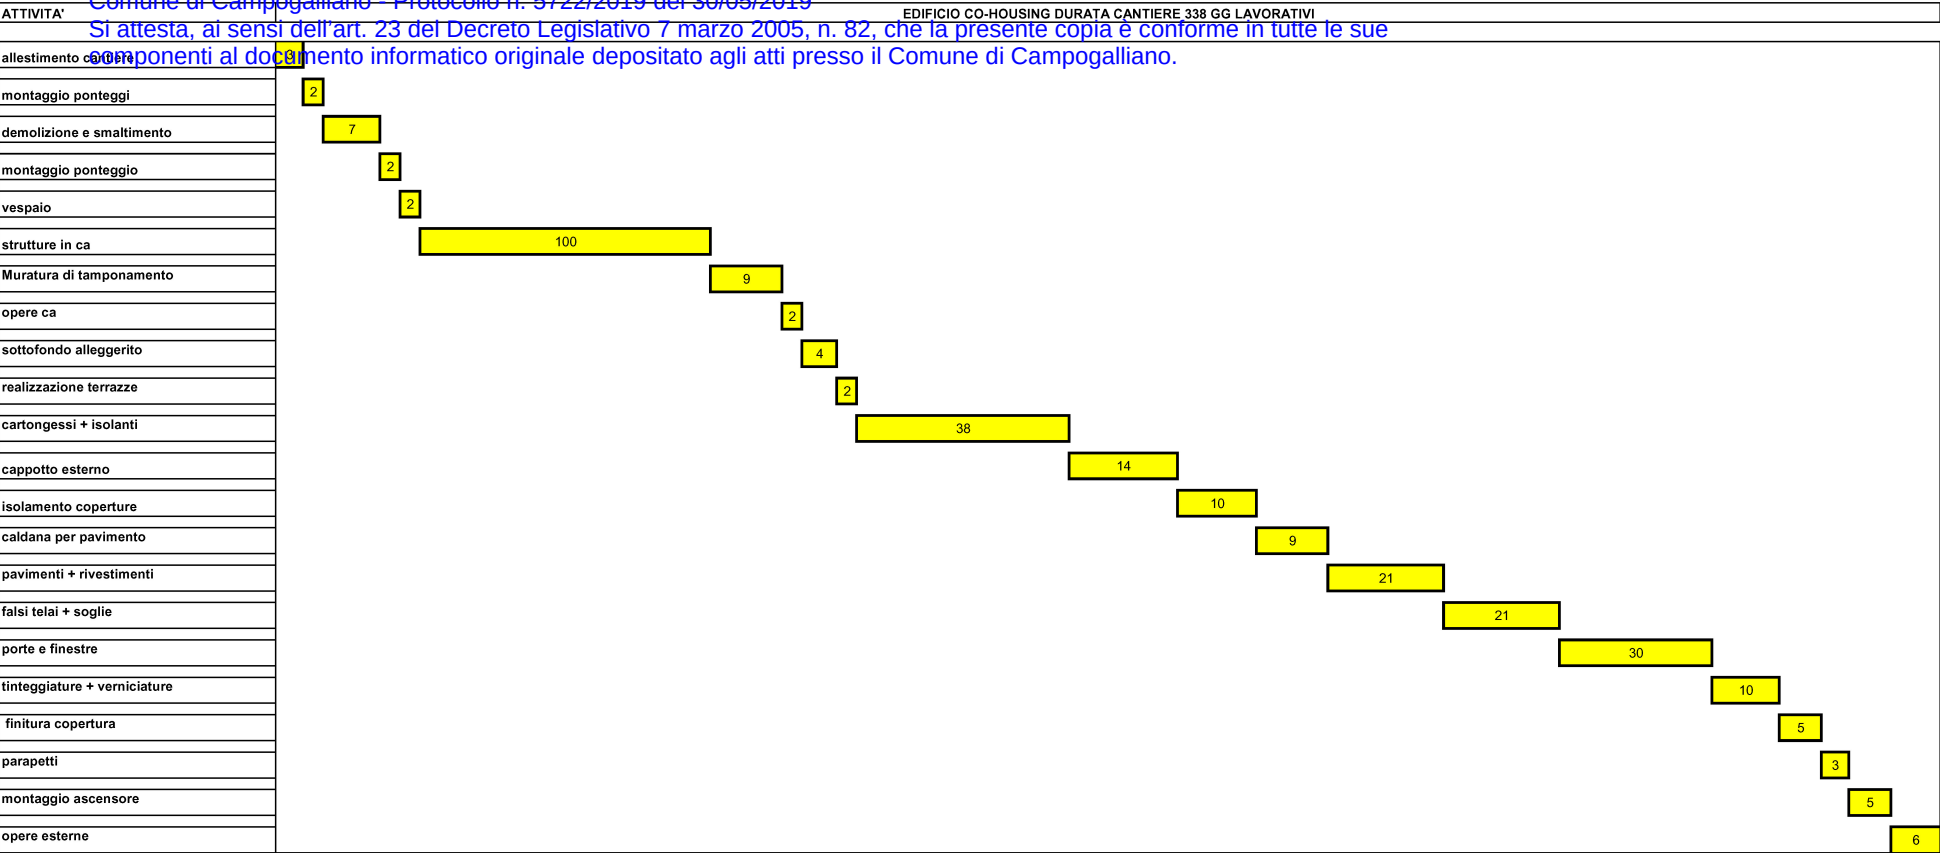 Comune di Campogalliano - Protocollo n. 5722/2019 del 30/05/2019
ATTIVITA' EDIFICIO CO-HOUSING DURATA CANTIERE 338 GG LAVORATIVI
Si attesta, ai sensi dell'art. 23 del Decreto Legislativo 7 marzo 2005, n. 82, che la presente copia è conforme in tutte le sue
componenti al documento informatico originale depositato agli atti presso il Comune di Campogalliano.
allestimento cantiere 3
montaggio ponteggi 2
demolizione e smaltimento 7
montaggio ponteggio 2
vespaio 2
strutture in ca 100
Muratura di tamponamento 9
opere ca 2
sottofondo alleggerito 4
realizzazione terrazze 2
cartongessi + isolanti 38
cappotto esterno 14
isolamento coperture 10
caldana per pavimento 9
pavimenti + rivestimenti 21
falsi telai + soglie 21
porte e finestre 30
tinteggiature + verniciature 10
finitura copertura 5
parapetti 3
montaggio ascensore 5
opere esterne 6